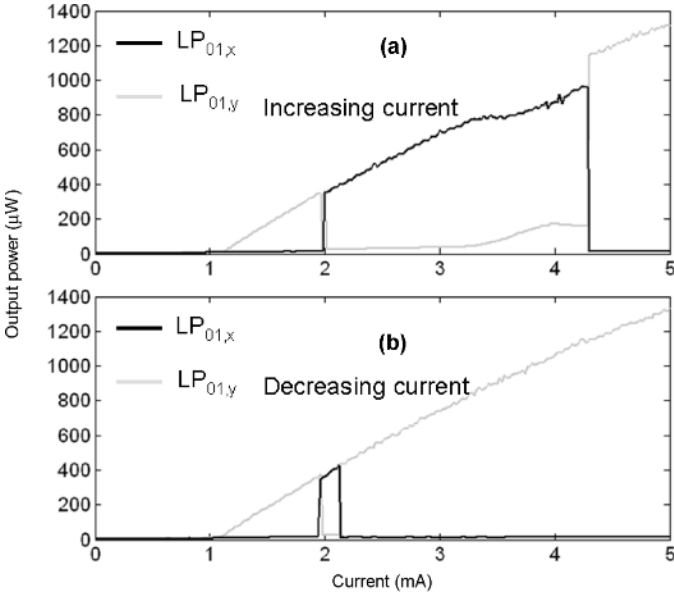 1400
1200
1000
800
600
400
200
0
LP01,x
(a)
LP01,y
Increasing current
0 1 2 3 4 5
Output power (µW)
1400
1200
1000
800
600
400
200
0
LP01,x
(b)
LP01,y
Decreasing current
0 1 2 3 4 5
Current (mA)